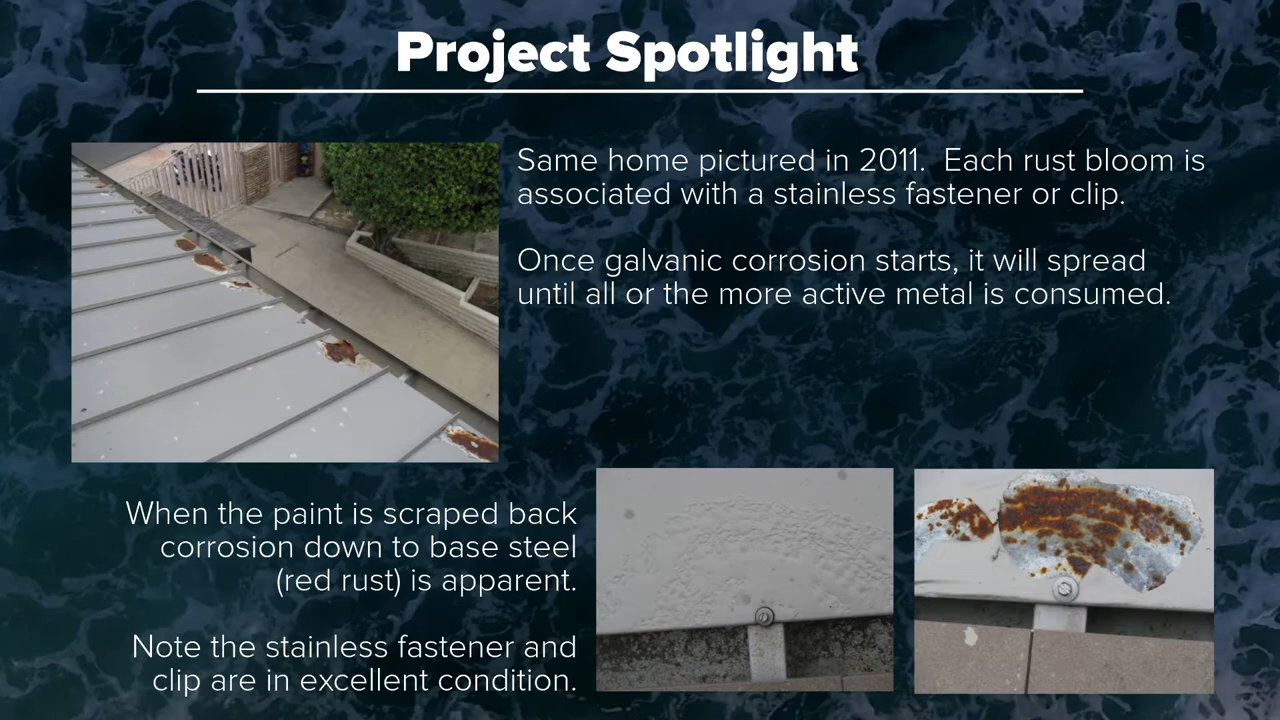 Project Spotlight
Same home pictured in 2011.  Each rust bloom is
associated with a stainless fastener or clip.
Once galvanic corrosion starts, it will spread
until all or the more active metal is consumed.
When the paint is scraped back
corrosion down to base steel
(red rust) is apparent.
Note the stainless fastener and
clip are in excellent condition.